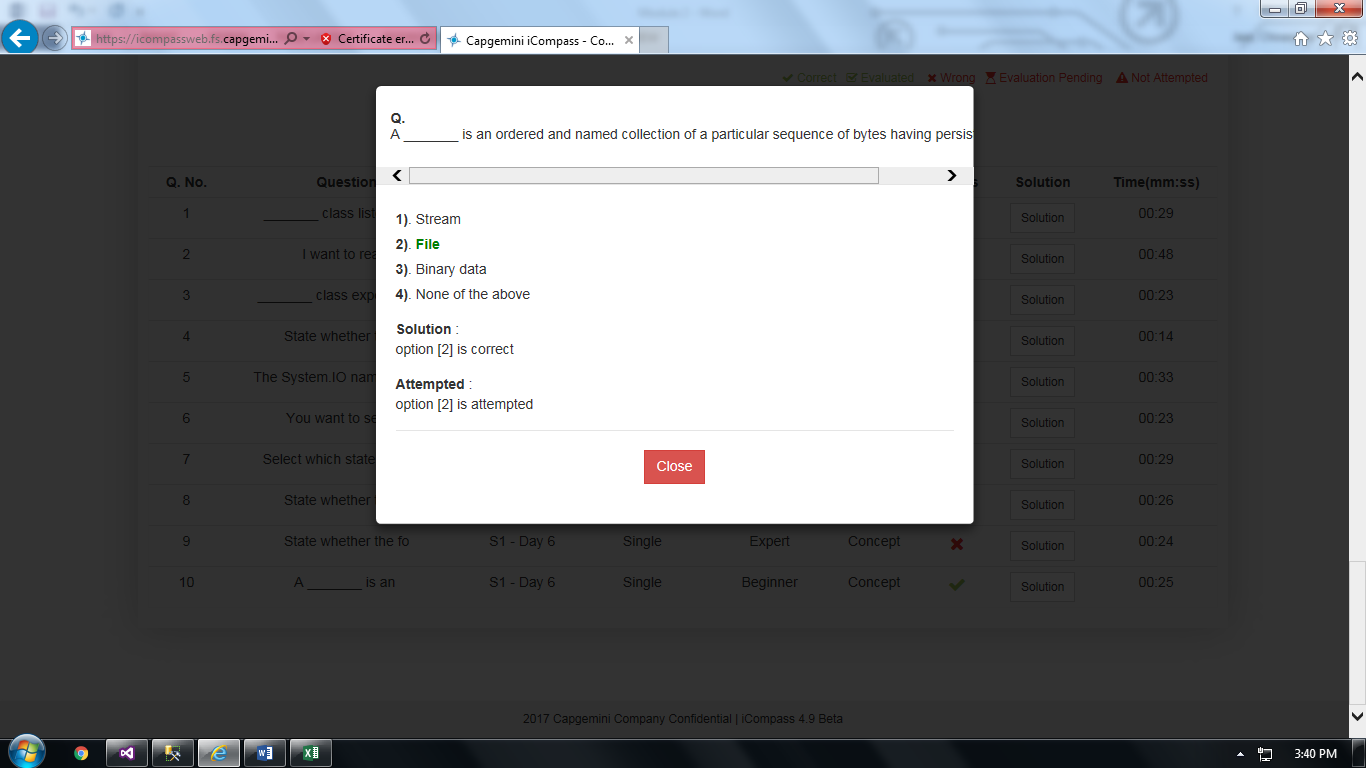 https://icompassweb.fs.capgemi... Certificate er... Capgemini iCompass - Co...
Correct Evaluated Wrong Evaluation Pending Not Attempted
Q.
A _______ is an ordered and named collection of a particular sequence of bytes having persis
Q. No. Question Solution Time(mm:ss)
1 _______ class list Solution 00:29
2 I want to rea Solution 00:48
3 _______ class exp Solution 00:23
4 State whether Solution 00:14
5 The System.IO nam Solution 00:33
6 You want to se Solution 00:23
7 Select which state Solution 00:29
8 State whether Solution 00:26
1). Stream
2). File
3). Binary data
4). None of the above
Solution :
option [2] is correct
Attempted :
option [2] is attempted
Close
9 State whether the fo S1 - Day 6 Single Expert Concept Solution 00:24
10 A _______ is an S1 - Day 6 Single Beginner Concept Solution 00:25
2017 Capgemini Company Confidential | iCompass 4.9 Beta
3:40 PM